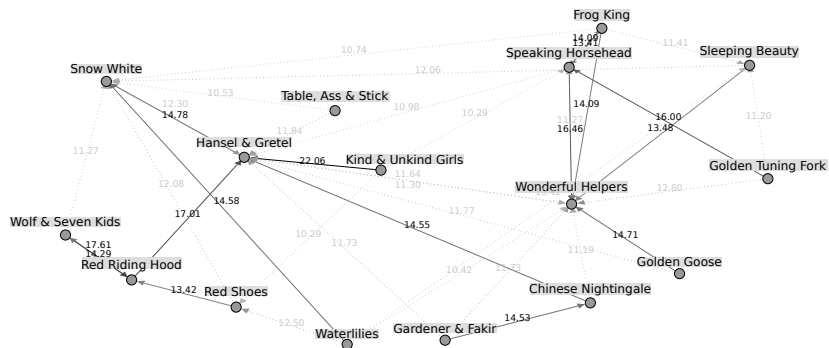 Frog King
14.09
13.41
10.74
11.41
Speaking Horsehead
Sleeping Beauty
Snow White
12.06
10.53
10.98
Table, Ass & Stick
12.30
14.78
14.09
10.29
11.27
16.46
16.00
13.48
11.20
11.84
Hansel & Gretel
22.06
Kind & Unkind Girls
11.27
11.64
11.30
Golden Tuning Fork
12.08
14.58
Wonderful Helpers
12.80
17.01
14.55
11.77
14.71
Wolf & Seven Kids
17.61
14.29
10.29
11.73
11.19
Red Riding Hood
10.42
11.73
Golden Goose
13.42
Red Shoes
Chinese Nightingale
12.50
Waterlilies
Gardener & Fakir
14.53